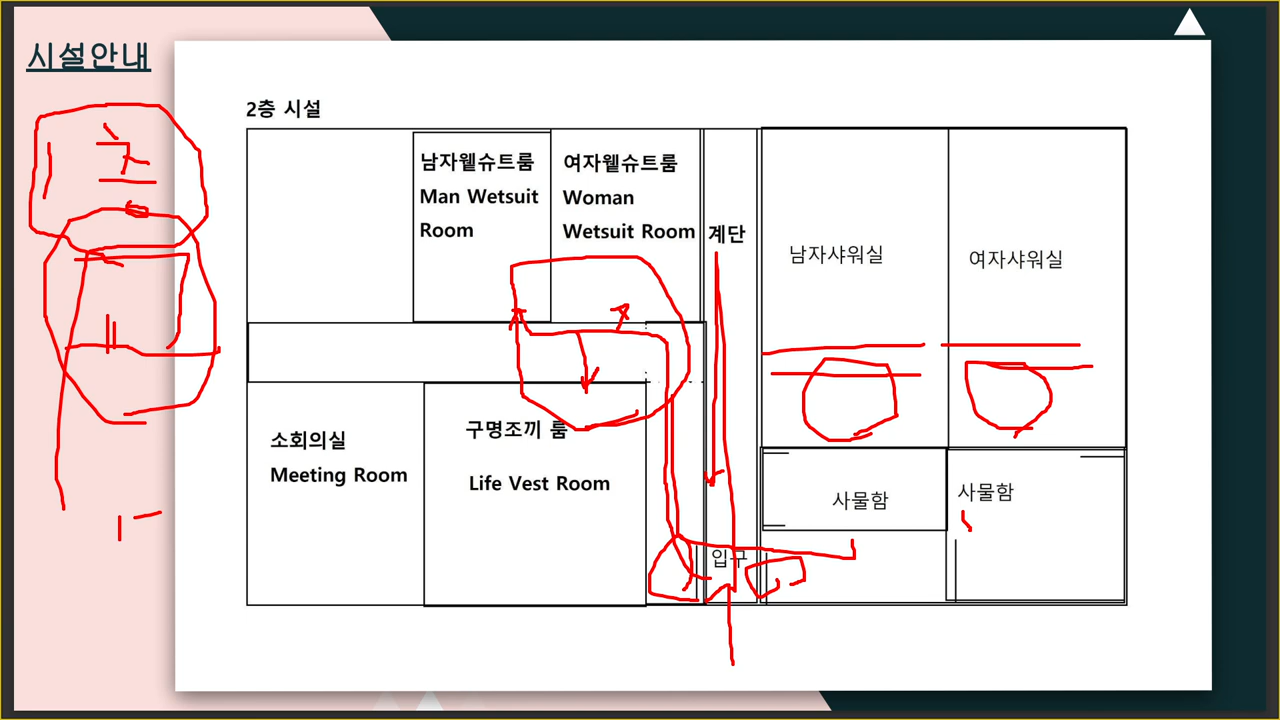 시설안내
2층 시설
남자웰슈트룸
Man Wetsuit
Room
여자웰슈트룸
Woman
Wetsuit Room
계단
남자샤워실
여자샤워실
소회의실
Meeting Room
구명조끼 룸
Life Vest Room
입구
사물함
사물함
1층